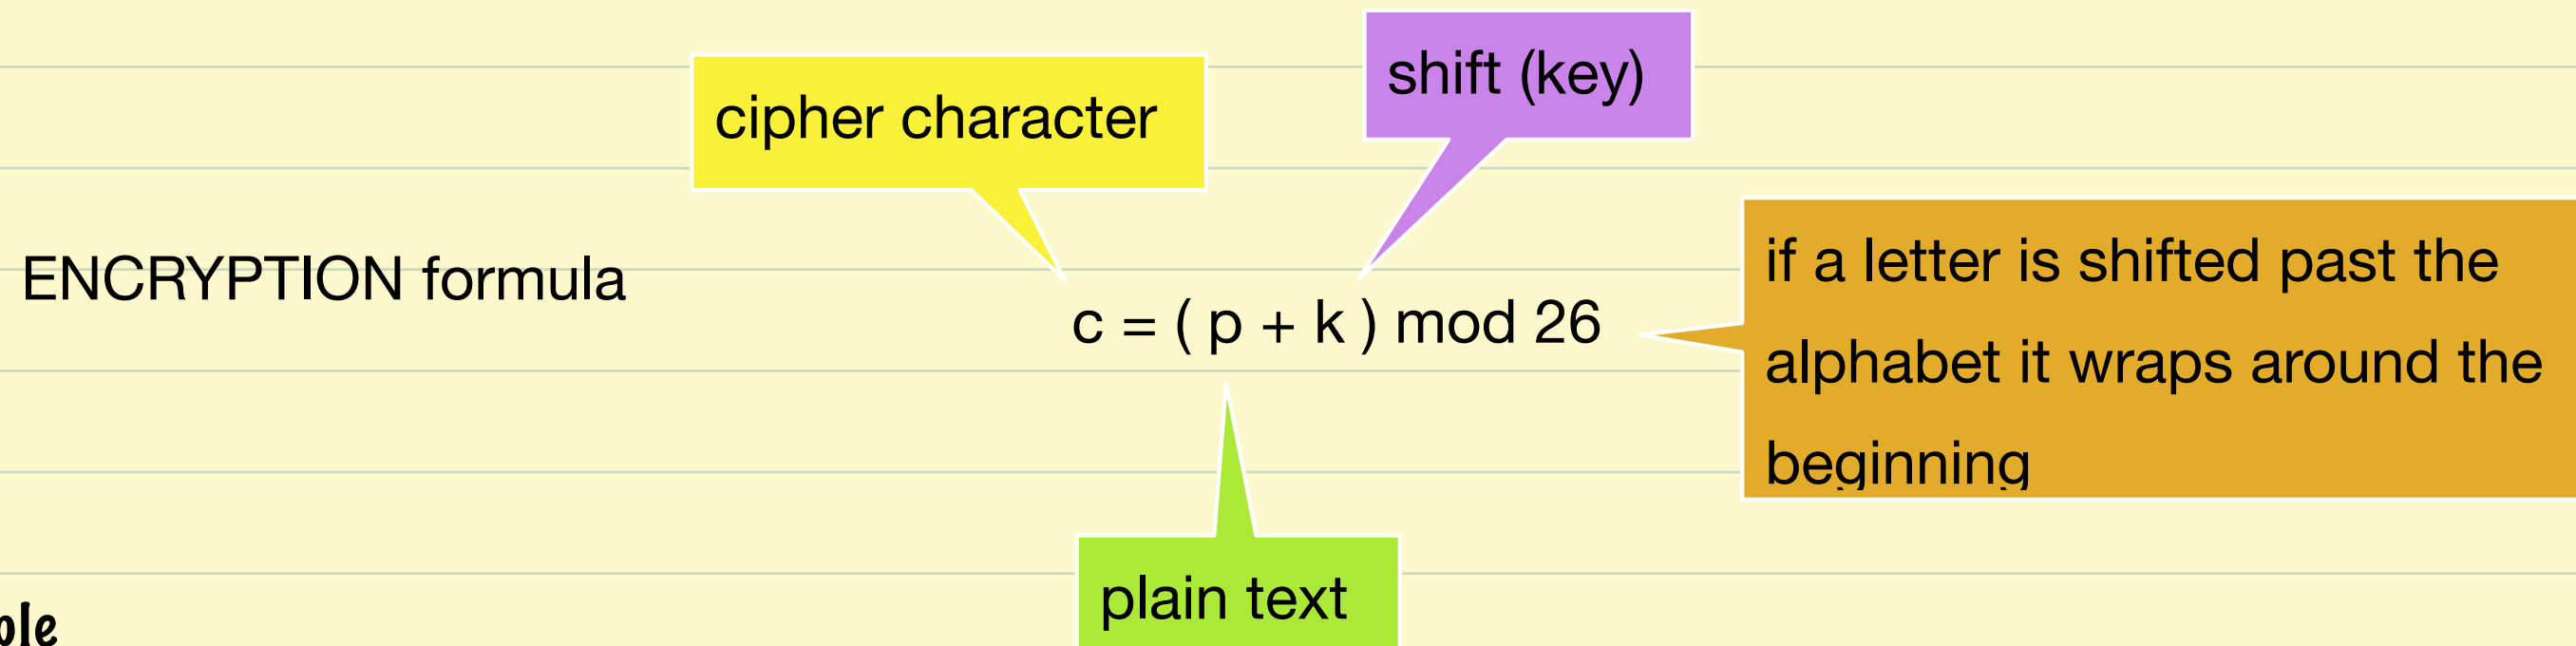 shift (key)
cipher character
ENCRYPTION formula
c = ( p + k ) mod 26
if a letter is shifted past the
alphabet it wraps around the
beginning
plain text